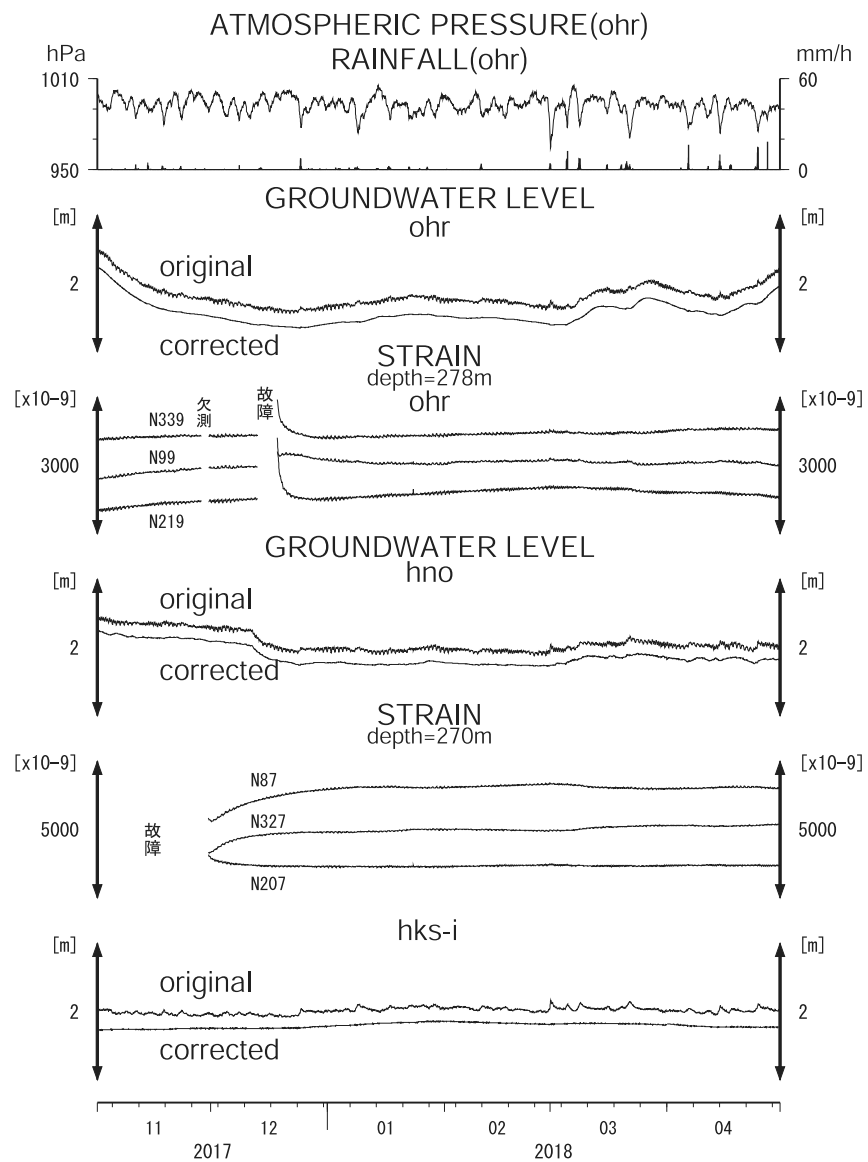 ATMOSPHERIC PRESSURE(ohr)
hPa RAINFALL(ohr) mm/h
1010 60
950 0
GROUNDWATER LEVEL
[m] ohr [m]
original
2 2
corrected
STRAIN
depth=278m
[x10-9] ohr [x10-9]
N339 欠測 故障
3000 N99 3000
N219
GROUNDWATER LEVEL
[m] hno [m]
original
2 2
corrected
STRAIN
depth=270m
[x10-9] [x10-9]
N87
5000 故障 N327 5000
N207
hks-i
[m] [m]
original
2 2
corrected
11 12 01 02 03 04
2017 2018